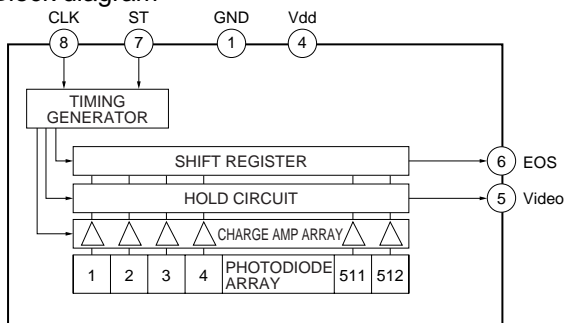 Block diagram
CLK ST GND Vdd
8 7 1 4
TIMING
GENERATOR
SHIFT REGISTER 6 EOS
HOLD CIRCUIT 5 Video
CHARGE AMP ARRAY
1 2 3 4 PHOTODIODE
ARRAY 511 512